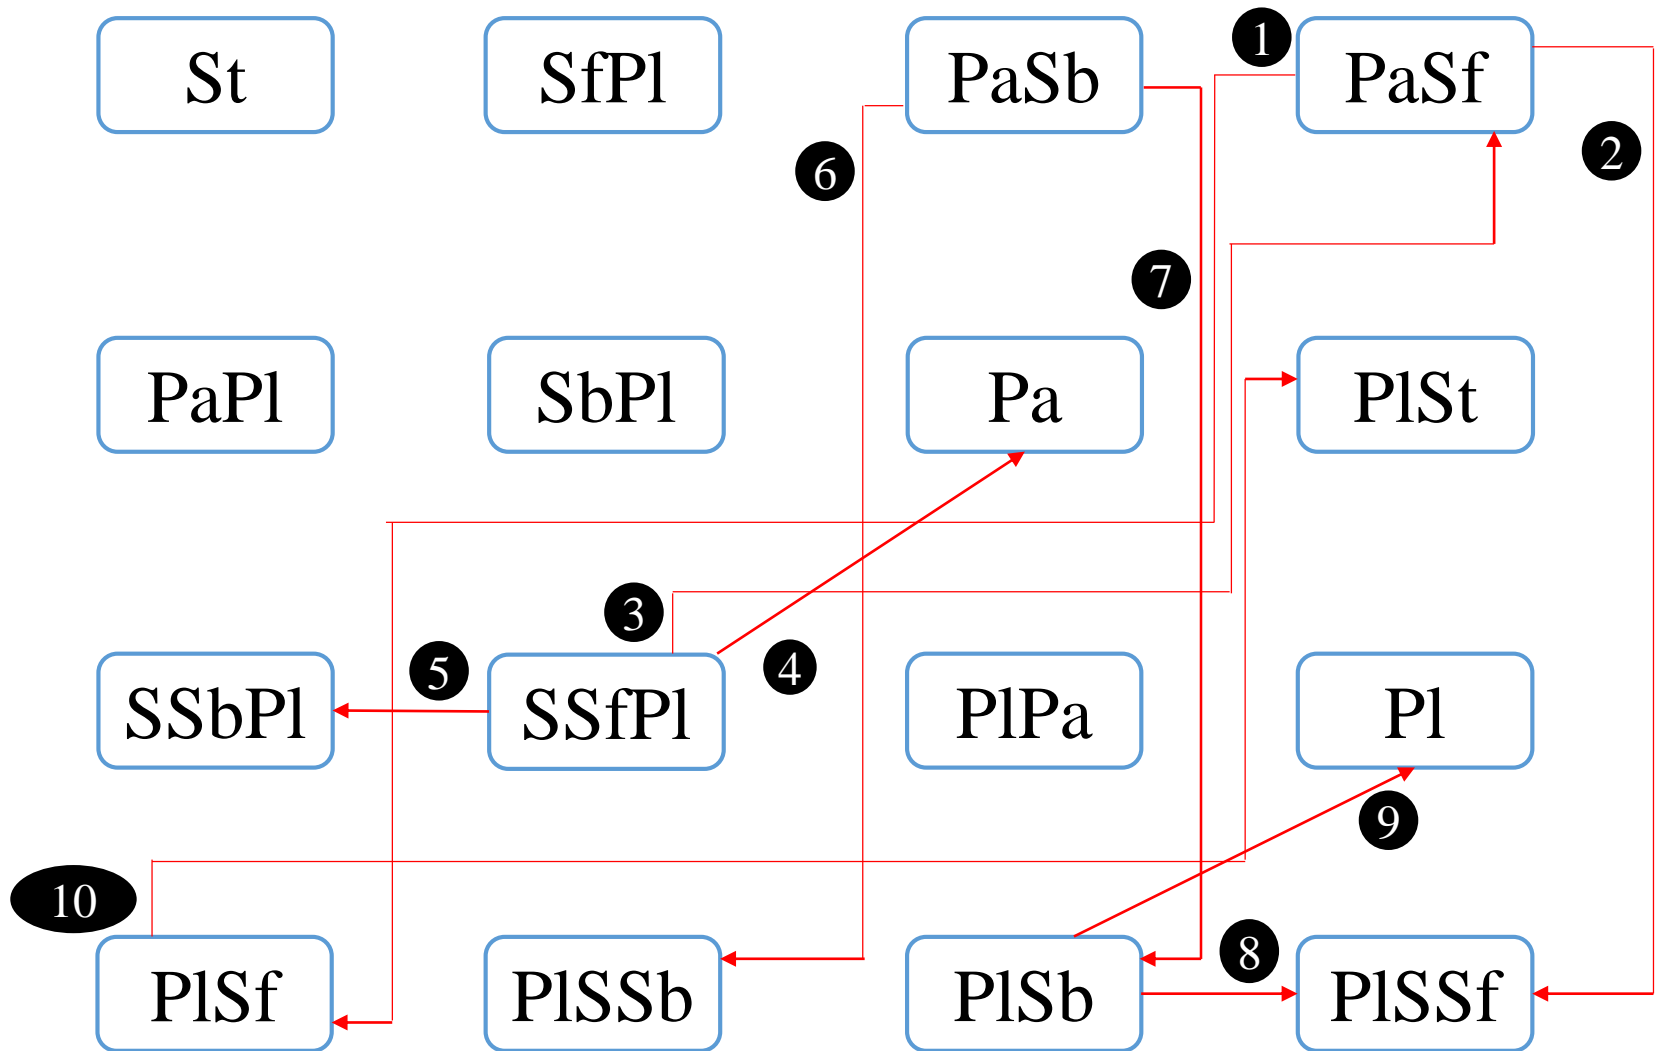 St SfPl PaSb 1 PaSf
6 2
7
PaPl SbPl Pa PlSt
3
5 4
SSbPl SSfPl PlPa Pl
9
10
8
PlSf PlSSb PlSb PlSSf